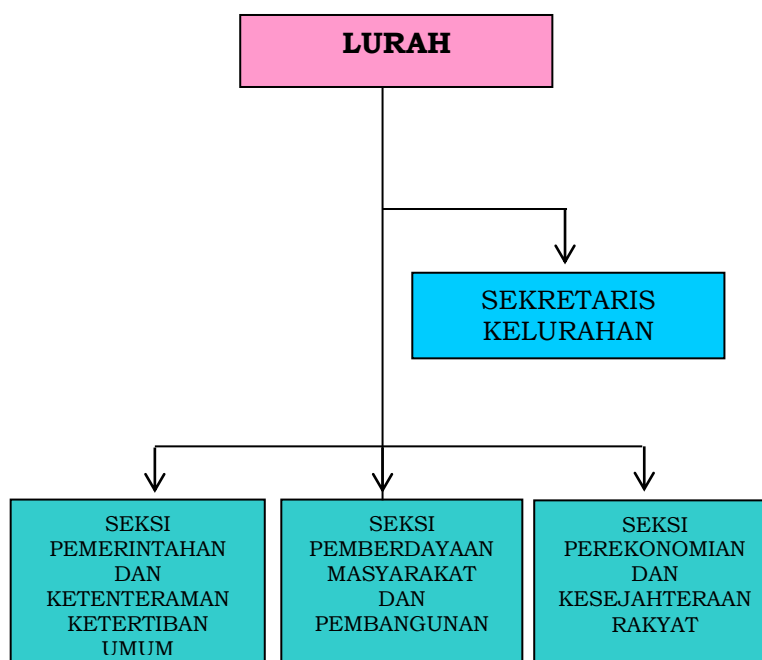 LURAH
SEKRETARIS
KELURAHAN
SEKSI
PEMERINTAHAN
DAN
KETENTERAMAN
KETERTIBAN
UMUM
SEKSI
PEMBERDAYAAN
MASYARAKAT
DAN
PEMBANGUNAN
SEKSI
PEREKONOMIAN
DAN
KESEJAHTERAAN
RAKYAT